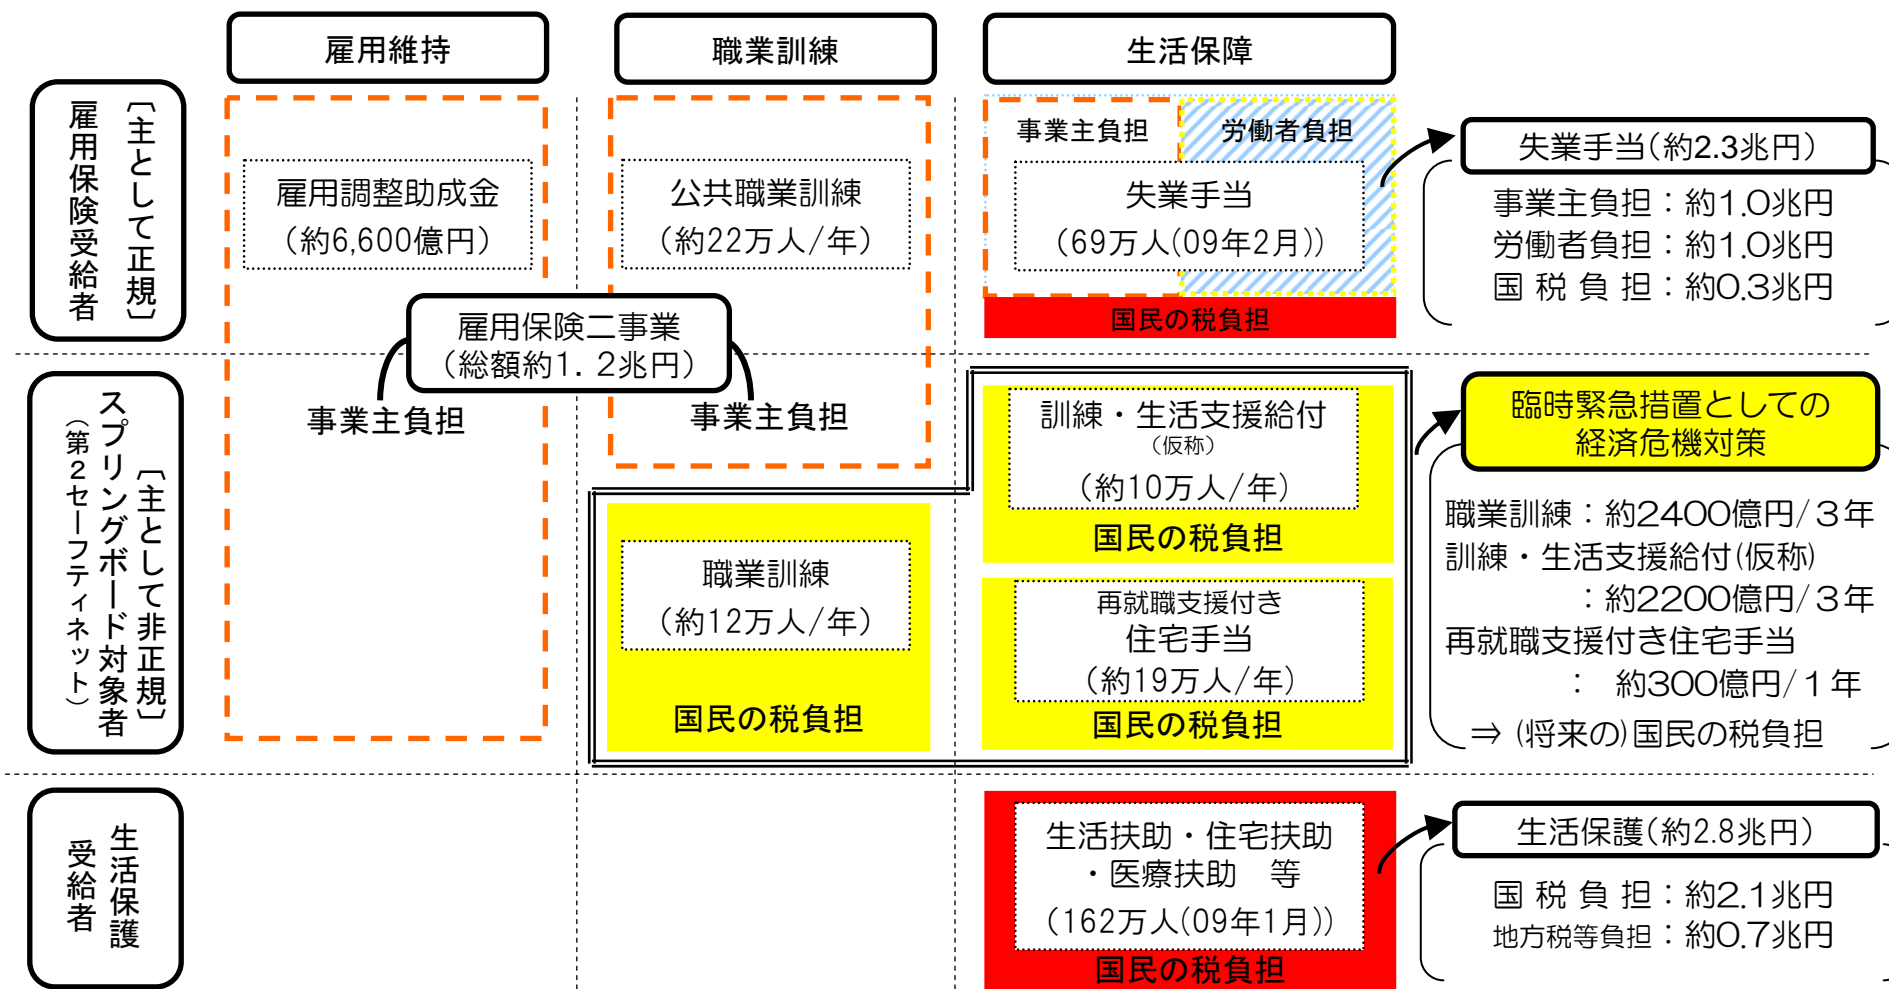 雇用維持
職業訓練
生活保障
〔主として正規〕
雇用保険受給者
雇用調整助成金
（約6,600億円）
公共職業訓練
（約22万人/年）
事業主負担
労働者負担
失業手当
（69万人(09年2月)）
国民の税負担
失業手当(約2.3兆円)
事業主負担：約1.0兆円
労働者負担：約1.0兆円
国 税 負 担：約0.3兆円
雇用保険二事業
（総額約1．2兆円）
事業主負担
事業主負担
〔主として非正規〕
スプリングボード対象者
（第2セーフティネット）
職業訓練
（約12万人/年）
国民の税負担
訓練・生活支援給付
（仮称）
（約10万人/年）
国民の税負担
再就職支援付き
住宅手当
（約19万人/年）
国民の税負担
臨時緊急措置としての
経済危機対策
職業訓練：約2400億円/３年
訓練・生活支援給付(仮称)
：約2200億円/３年
再就職支援付き住宅手当
：　約300億円/１年
⇒ (将来の)国民の税負担
生活保護
受給者
生活扶助・住宅扶助
・医療扶助　等
（162万人(09年1月)）
国民の税負担
生活保護(約2.8兆円)
国 税 負 担：約2.1兆円
地方税等負担：約0.7兆円